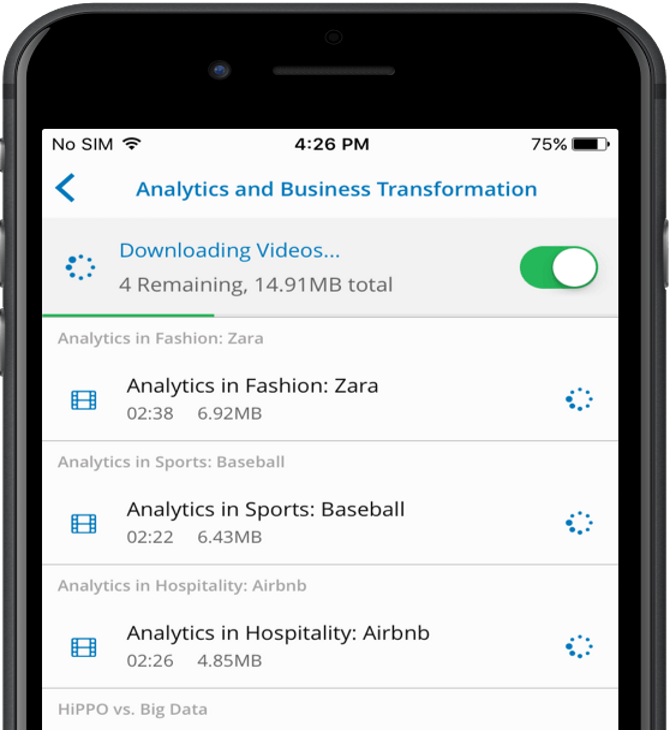 No SIM 4:26 PM 75%
Analytics and Business Transformation
Downloading Videos...
4 Remaining, 14.91MB total
Analytics in Fashion: Zara
Analytics in Fashion: Zara
02:38 6.92MB
Analytics in Sports: Baseball
Analytics in Sports: Baseball
02:22 6.43MB
Analytics in Hospitality: Airbnb
Analytics in Hospitality: Airbnb
02:26 4.85MB
HiPPO vs. Big Data